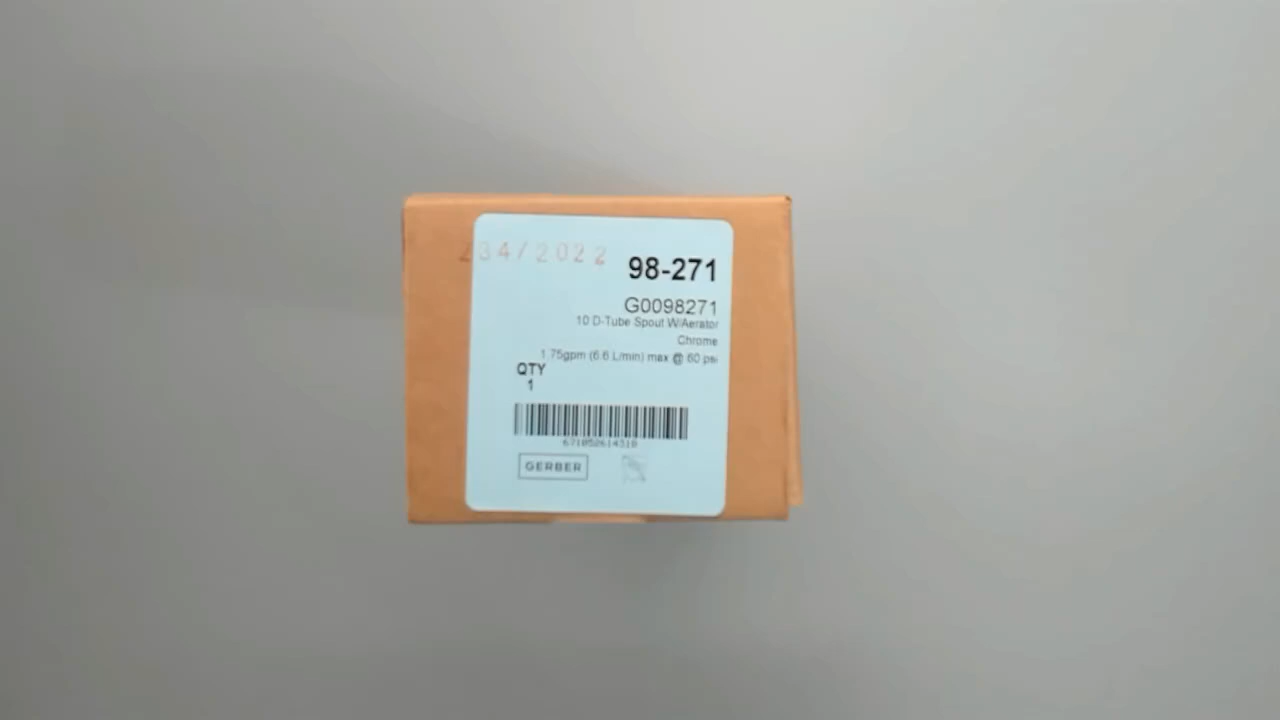 234/2022
98-271
G0098271
10 D-Tube Spout W/Aerator
Chrome
1.75gpm (6.6 L/min) max @ 60 psi
QTY
1
671052614310
GERBER